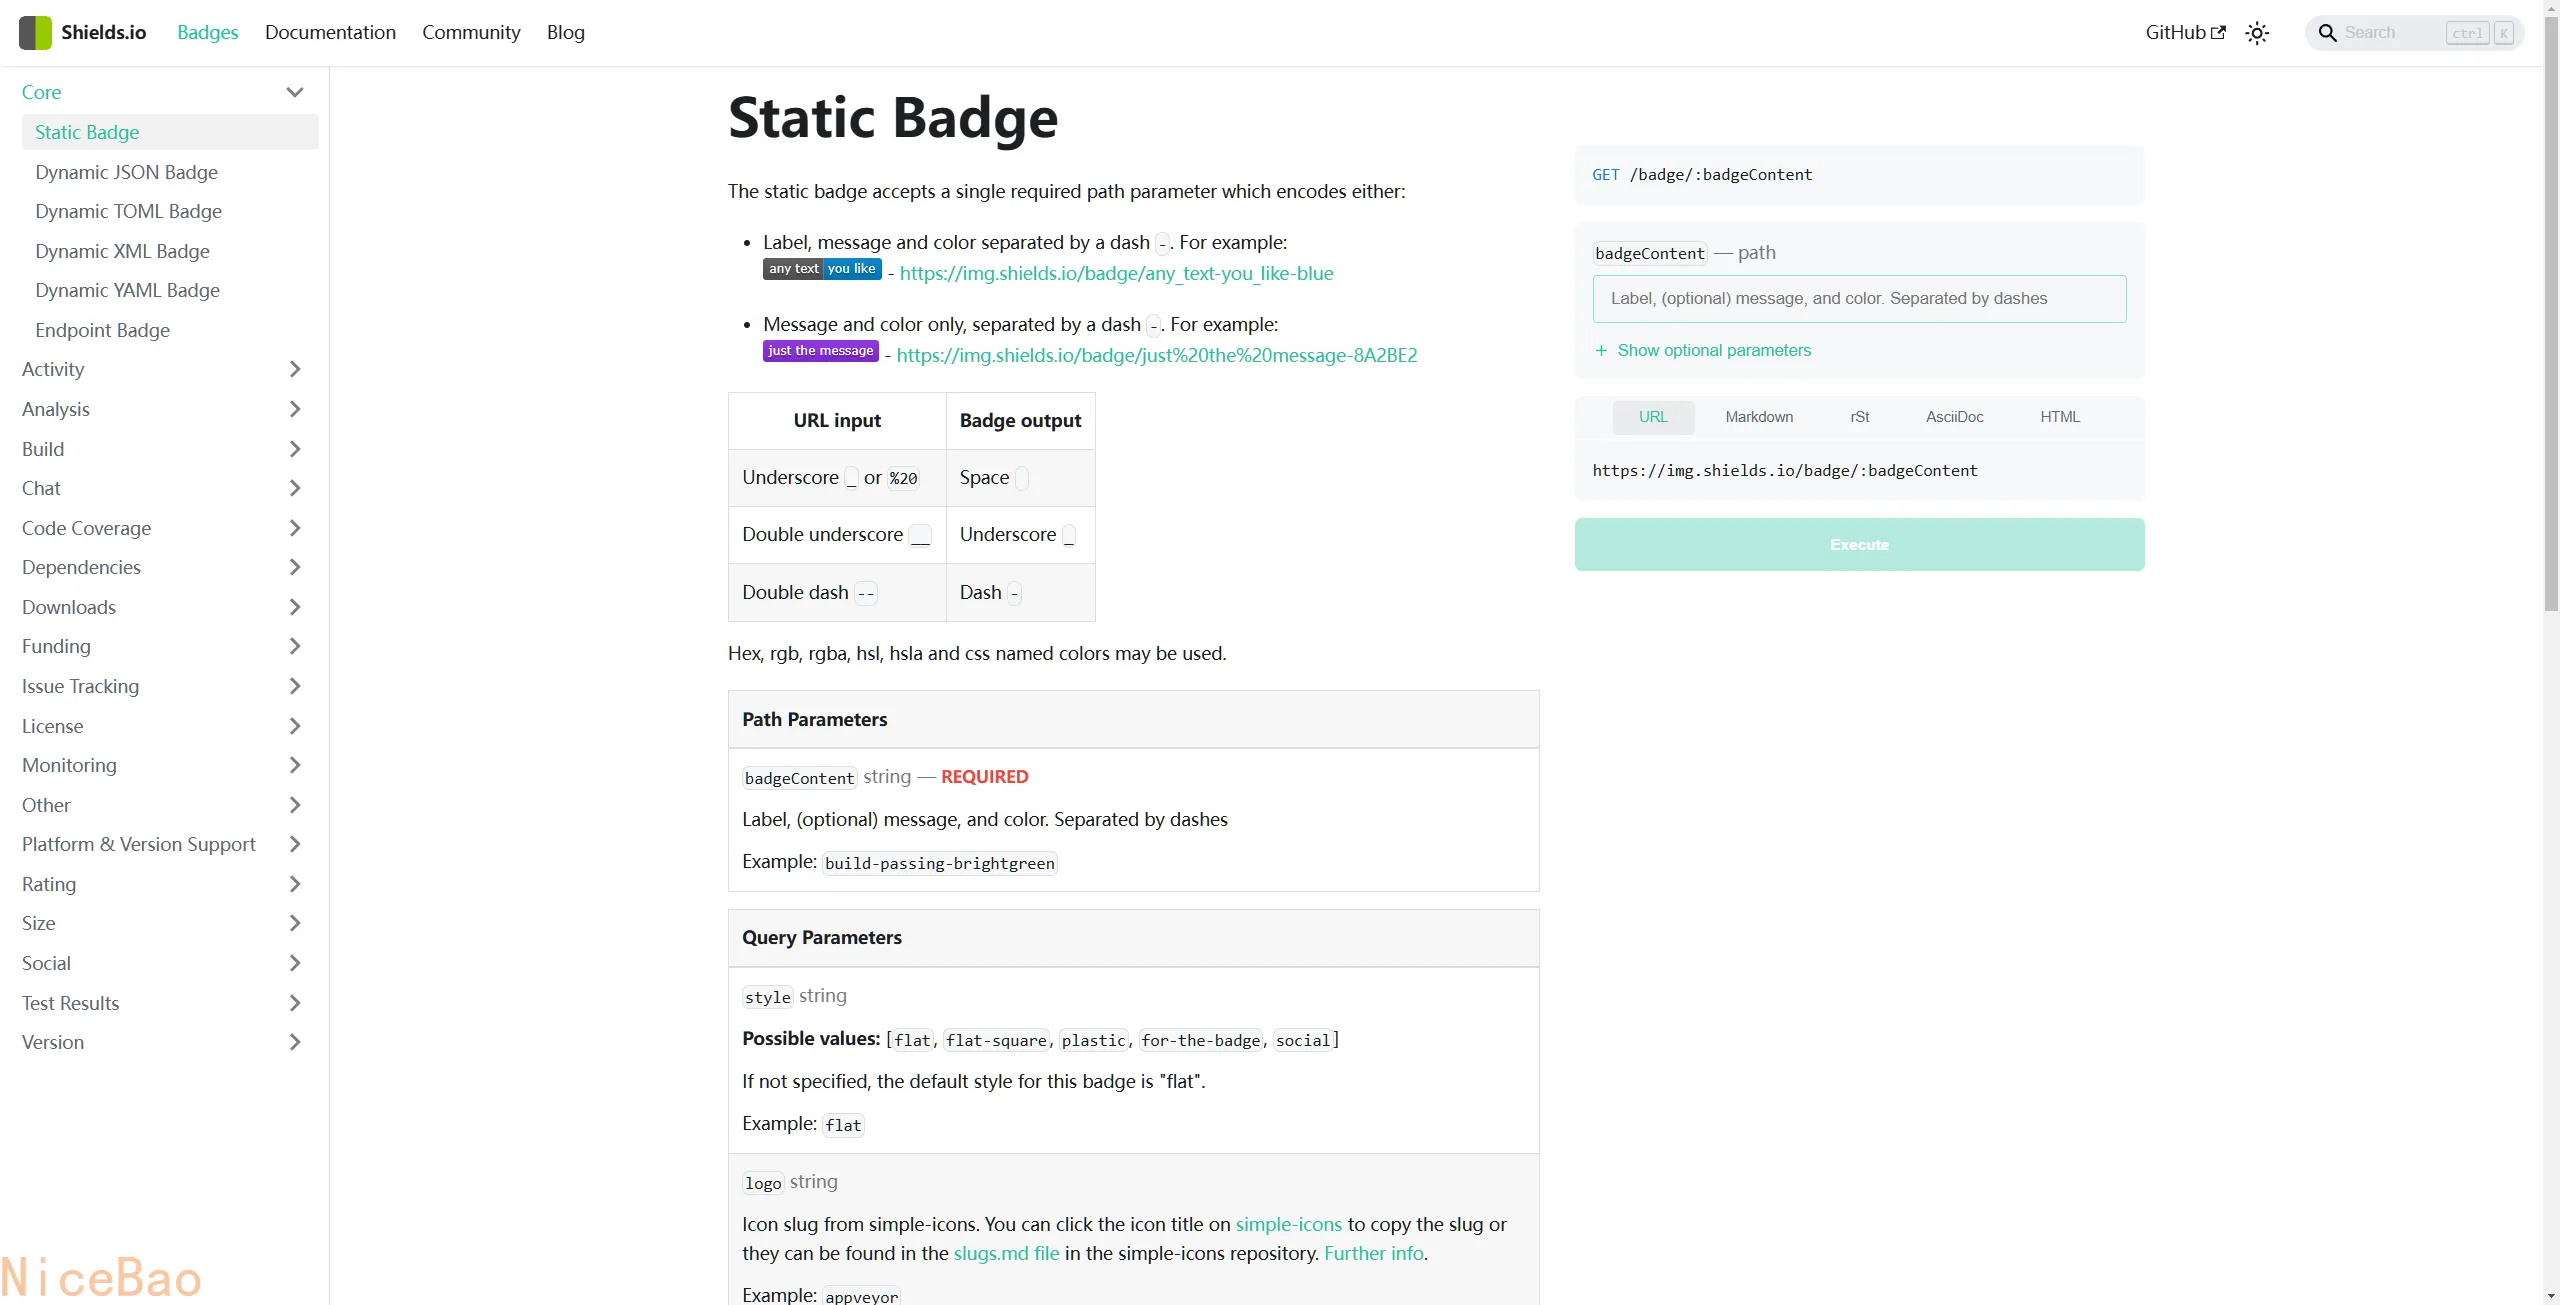 Shields.io Badges Documentation Community Blog GitHub Search ctrl K
Core
Static Badge
Dynamic JSON Badge
Dynamic TOML Badge
Dynamic XML Badge
Dynamic YAML Badge
Endpoint Badge
Activity
Analysis
Build
Chat
Code Coverage
Dependencies
Downloads
Funding
Issue Tracking
License
Monitoring
Other
Platform & Version Support
Rating
Size
Social
Test Results
Version
Static Badge
The static badge accepts a single required path parameter which encodes either:
• Label, message and color separated by a dash -. For example:
any text you like - https://img.shields.io/badge/any_text-you_like-blue
• Message and color only, separated by a dash -. For example:
just the message - https://img.shields.io/badge/just%20the%20message-8A2BE2
URL input Badge output
Underscore _ or %20 Space
Double underscore __ Underscore _
Double dash -- Dash -
Hex, rgb, rgba, hsl, hsla and css named colors may be used.
Path Parameters
badgeContent string — REQUIRED
Label, (optional) message, and color. Separated by dashes
Example: build-passing-brightgreen
Query Parameters
style string
Possible values: [flat, flat-square, plastic, for-the-badge, social]
If not specified, the default style for this badge is "flat".
Example: flat
logo string
Icon slug from simple-icons. You can click the icon title on simple-icons to copy the slug or
they can be found in the slugs.md file in the simple-icons repository. Further info.
Example: appveyor
GET /badge/:badgeContent
badgeContent — path
Label, (optional) message, and color. Separated by dashes
+ Show optional parameters
URL Markdown rSt AsciiDoc HTML
https://img.shields.io/badge/:badgeContent
Execute
NiceBao